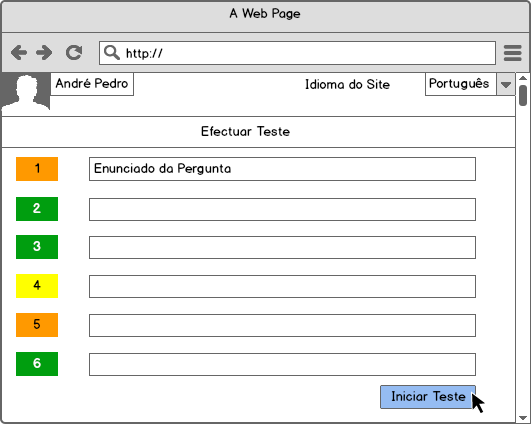 A Web Page
http://
André Pedro
Idioma do Site
Português
Efectuar Teste
1
Enunciado da Pergunta
2
3
4
5
6
Iniciar Teste